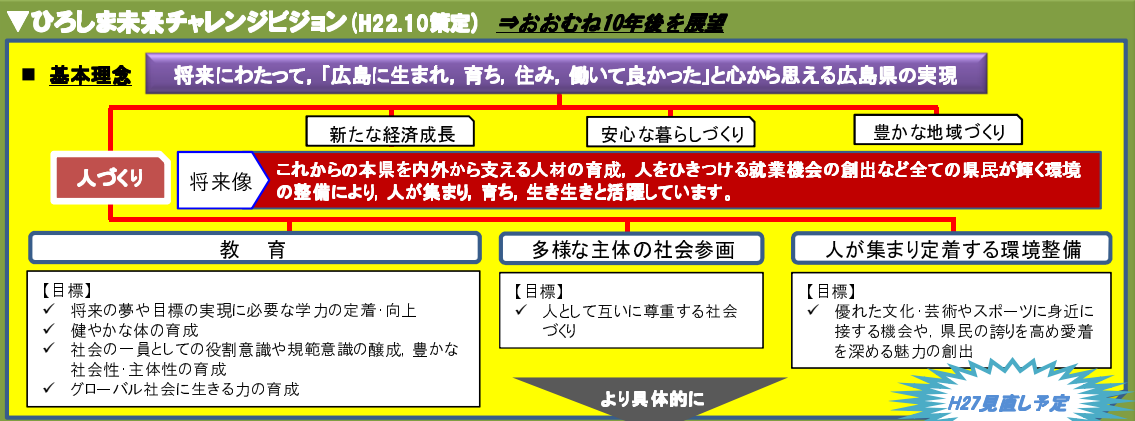 ▼ひろしま未来チャレンジビジョン(H22.10策定) ⇒おおむね10年後を展望
■ 基本理念
将来にわたって,「広島に生まれ,育ち,住み,働いて良かった」と心から思える広島県の実現
新たな経済成長
安心な暮らしづくり
豊かな地域づくり
人づくり
将来像
これからの本県を内外から支える人材の育成,人をひきつける就業機会の創出など全ての県民が輝く環境
の整備により,人が集まり,育ち,生き生きと活躍しています。
教 育
【目標】
✓ 将来の夢や目標の実現に必要な学力の定着・向上
✓ 健やかな体の育成
✓ 社会の一員としての役割意識や規範意識の醸成,豊かな
社会性・主体性の育成
✓ グローバル社会に生きる力の育成
多様な主体の社会参画
【目標】
✓ 人として互いに尊重する社会
づくり
人が集まり定着する環境整備
【目標】
✓ 優れた文化・芸術やスポーツに身近に
接する機会や,県民の誇りを高め愛着
を深める魅力の創出
より具体的に
H27見直し予定